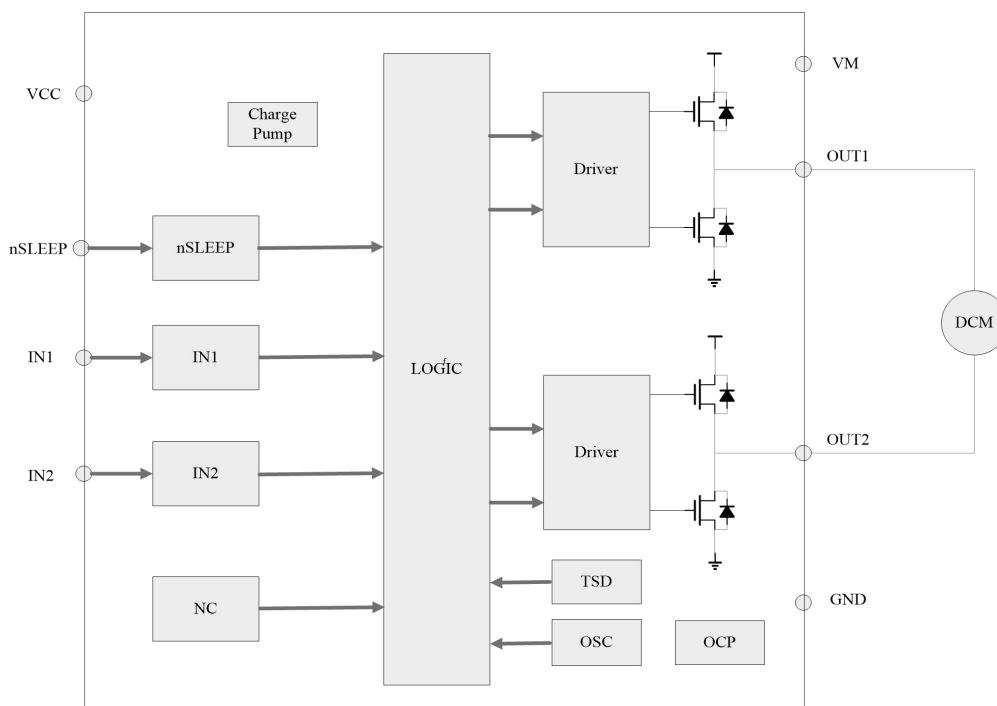 VCC
VM
Charge
Pump
Driver
OUT1
nSLEEP
nSLEEP
DCM
IN1
IN1
LOGIC
f
OUT2
Driver
IN2
IN2
TSD
GND
NC
OSC
OCP